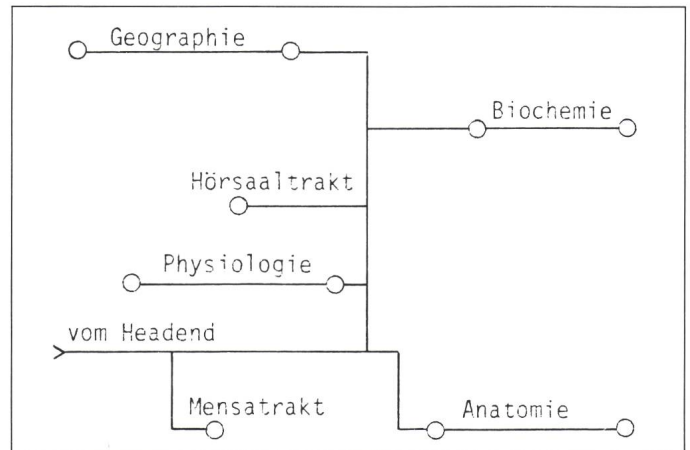 Geographie
Biochemie
Hörsaaltrakt
Physiologie
vom Headend
Mensatrakt
Anatomie